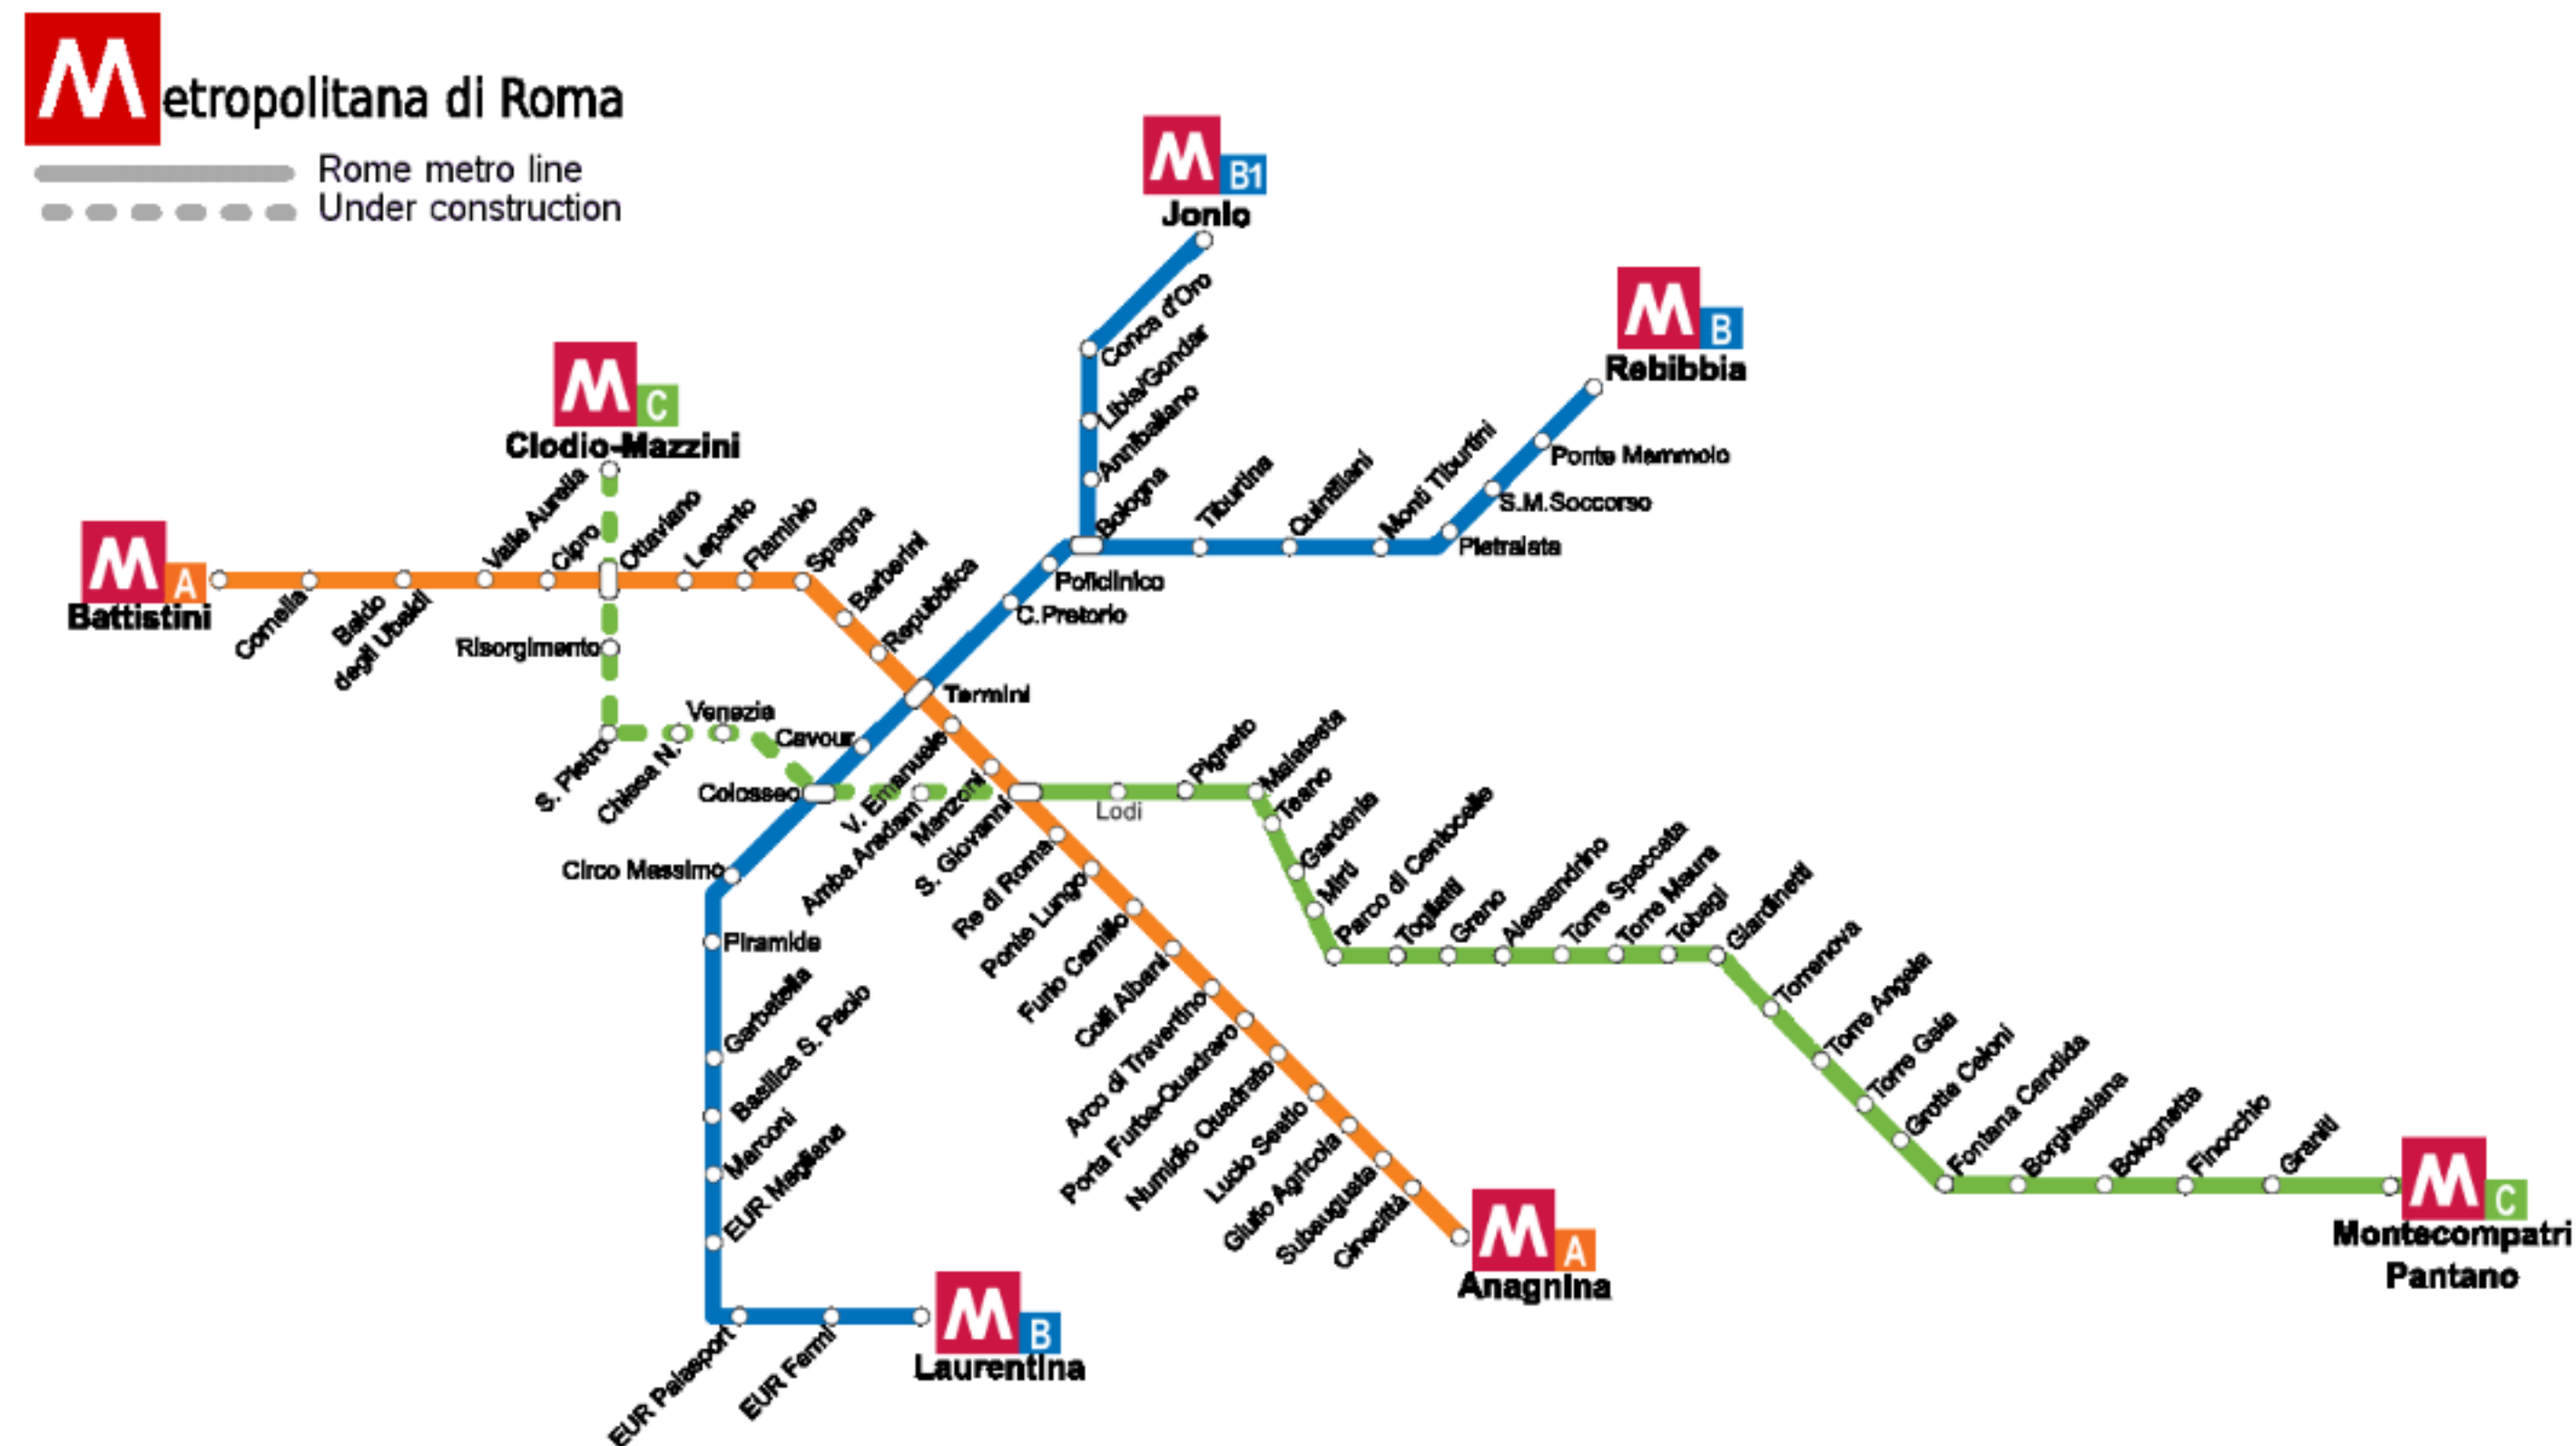 Metropolitana di Roma
Rome metro line
Under construction
M B1
Jonio
M B
Rebibbia
M C
Clodio-Mazzini
M A
Battistini
Cornelia
Baldo
degli Ubaldi
Valle Aurelia
Cipro
Ottaviano
Lepanto
Flaminio
Spagna
Barberini
Repubblica
Termini
Conca d'Oro
Libia/Gondar
Annibaliano
Bologna
Tiburtina
Quintiliani
Monti Tiburtini
Pietralata
S.M.Soccorso
Ponte Mammolo
Policlinico
C.Pretorio
Risorgimento
S. Pietro
Chiesa N.
Venezia
Cavour
Colosseo
V. Emanuele
Amba Aradam
Manzoni
S. Giovanni
Lodi
Pigneto
Malatesta
Teano
Gardenie
Mirti
Parco di Centocelle
Togliatti
Grano
Alessandrino
Torre Spaccata
Torre Maura
Tobagi
Giardinetti
Torrenova
Torre Angela
Torre Gaia
Grotte Celoni
Fontana Candida
Borghesiana
Bolognetta
Finocchio
Graniti
M C
Montecompatri
Pantano
Circo Massimo
Piramide
Garbatella
Basilica S. Paolo
Marconi
EUR Magliana
EUR Palasport
EUR Fermi
M B
Laurentina
Re di Roma
Ponte Lungo
Furio Camillo
Colli Albani
Arco di Travertino
Porta Furba-Quadraro
Numidio Quadrato
Lucio Sestio
Giulio Agricola
Subaugusta
Cinecittà
M A
Anagnina